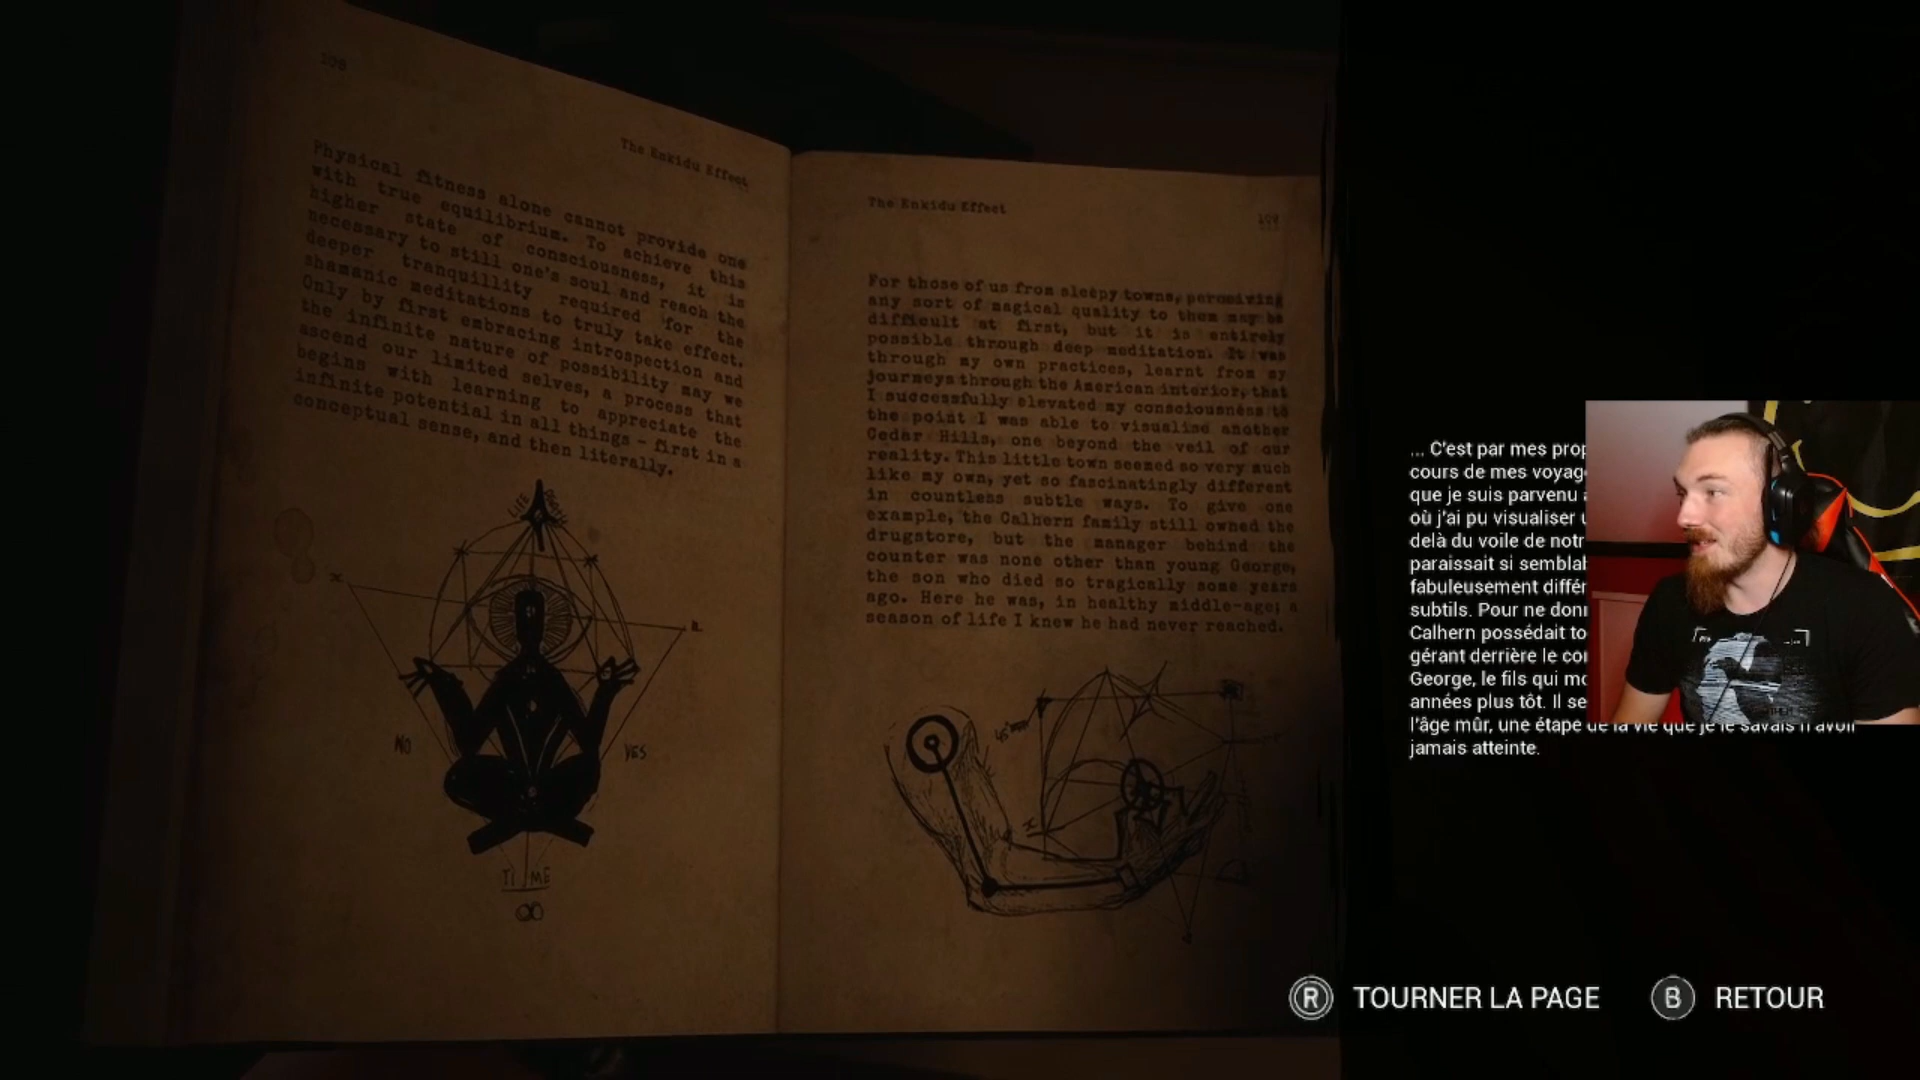 108
The Enkidu Effect
Physical fitness alone cannot provide one
with true equilibrium. To achieve this
higher state of consciousness, it is
necessary to still one's soul and reach the
deeper tranquillity required for the
shamanic meditations to truly take effect.
Only by first embracing introspection and
the infinite nature of possibility may we
ascend our limited selves, a process that
begins with learning to appreciate the
infinite potential in all things - first in a
conceptual sense, and then literally.
LIFE
NO
YES
TIME
The Enkidu Effect
109
For those of us from sleepy towns, perceiving
any sort of magical quality to them may be
difficult at first, but it is entirely
possible through deep meditation. It was
through my own practices, learnt from my
journeys through the American interior, that
I successfully elevated my consciousness to
the point I was able to visualise another
Cedar Hills, one beyond the veil of our
reality. This little town seemed so very much
like my own, yet so fascinatingly different
in countless subtle ways. To give one
example, the Calhern family still owned the
drugstore, but the manager behind the
counter was none other than young George,
the son who died so tragically some years
ago. Here he was, in healthy middle-age; a
season of life I knew he had never reached.
... C'est par mes prop
cours de mes voyag
que je suis parvenu
où j'ai pu visualiser
delà du voile de notr
paraissait si semblab
fabuleusement différ
subtils. Pour ne donn
Calhern possédait to
gérant derrière le co
George, le fils qui mo
années plus tôt. Il se
l'âge mûr, une étape de la vie que je le savais n'avoir
jamais atteinte.
R TOURNER LA PAGE
B RETOUR